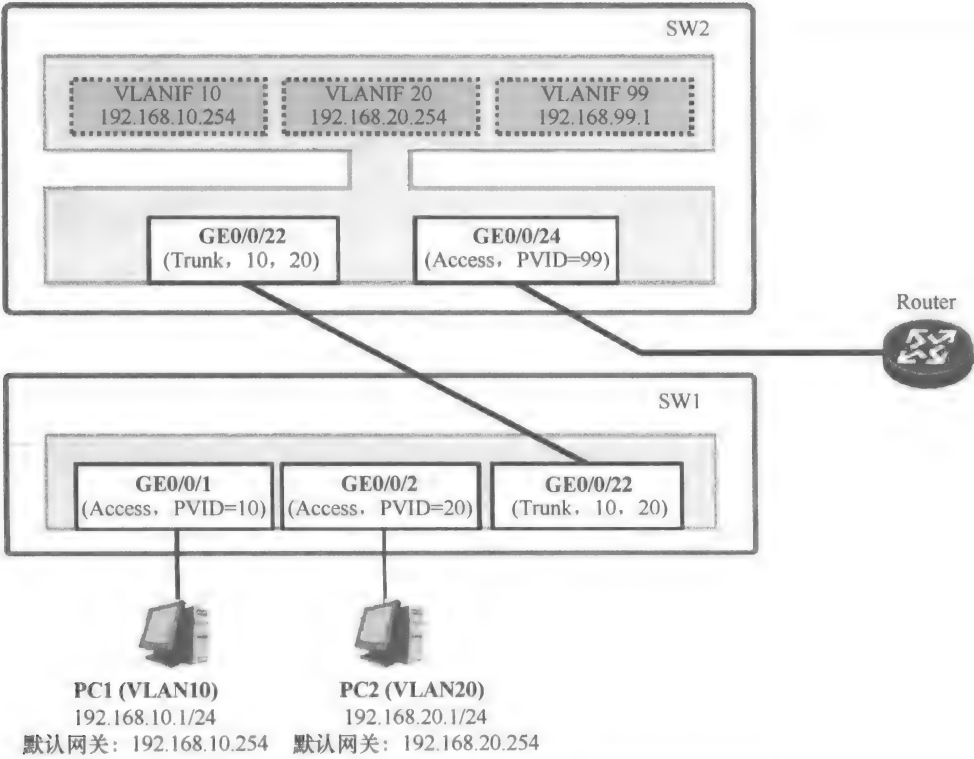 SW2
VLANIF 10
192.168.10.254
VLANIF 20
192.168.20.254
VLANIF 99
192.168.99.1
GE0/0/22
(Trunk，10，20)
GE0/0/24
(Access，PVID=99)
Router
SW1
GE0/0/1
(Access，PVID=10)
GE0/0/2
(Access，PVID=20)
GE0/0/22
(Trunk，10，20)
PC1 (VLAN10)
192.168.10.1/24
默认网关：192.168.10.254
PC2 (VLAN20)
192.168.20.1/24
默认网关：192.168.20.254